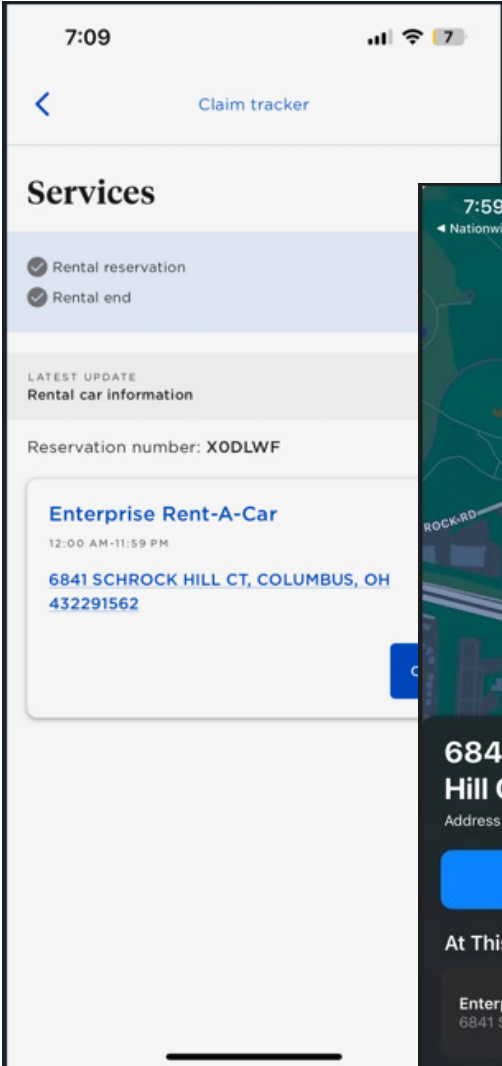 7:09
7
Claim tracker
Services
Rental reservation
Rental end
LATEST UPDATE
Rental car information
Reservation number: X0DLWF
Enterprise Rent-A-Car
12:00 AM-11:59 PM
6841 SCHROCK HILL CT, COLUMBUS, OH
432291562
7:59
◀ Nationwi
ROCK-RD
684
Hill
Address
At This
Enterp
6841 S